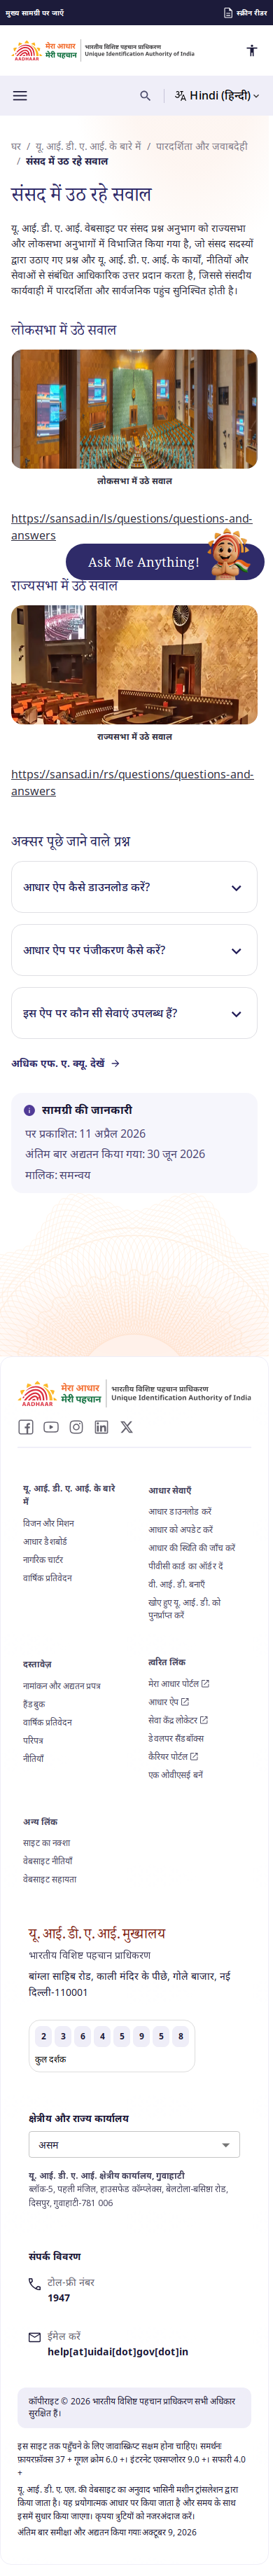 मुख्य सामग्री पर जाएँ
स्क्रीन रीडर
मेरा आधार
मेरी पहचान
AADHAAR
भारतीय विशिष्ट पहचान प्राधिकरण
Unique Identification Authority of India
Hindi (हिन्दी)
घर / यू. आई. डी. ए. आई. के बारे में / पारदर्शिता और जवाबदेही
/ संसद में उठ रहे सवाल
संसद में उठ रहे सवाल
यू. आई. डी. ए. आई. वेबसाइट पर संसद प्रश्न अनुभाग को राज्यसभा
और लोकसभा अनुभागों में विभाजित किया गया है, जो संसद सदस्यों
द्वारा उठाए गए प्रश्न और यू. आई. डी. ए. आई. के कार्यों, नीतियों और
सेवाओं से संबंधित आधिकारिक उत्तर प्रदान करता है, जिससे संसदीय
कार्यवाही में पारदर्शिता और सार्वजनिक पहुंच सुनिश्चित होती है।
लोकसभा में उठे सवाल
लोकसभा में उठे सवाल
https://sansad.in/ls/questions/questions-and-
answers
Ask Me Anything!
राज्यसभा में उठे सवाल
राज्यसभा में उठे सवाल
https://sansad.in/rs/questions/questions-and-
answers
अक्सर पूछे जाने वाले प्रश्न
आधार ऐप कैसे डाउनलोड करें?
आधार ऐप पर पंजीकरण कैसे करें?
इस ऐप पर कौन सी सेवाएं उपलब्ध हैं?
अधिक एफ. ए. क्यू. देखें →
सामग्री की जानकारी
पर प्रकाशित: 11 अप्रैल 2026
अंतिम बार अद्यतन किया गया: 30 जून 2026
मालिक: समन्वय
मेरा आधार
मेरी पहचान
AADHAAR
भारतीय विशिष्ट पहचान प्राधिकरण
Unique Identification Authority of India
यू. आई. डी. ए. आई. के बारे
में
विजन और मिशन
आधार डैशबोर्ड
नागरिक चार्टर
वार्षिक प्रतिवेदन
आधार सेवाएँ
आधार डाउनलोड करें
आधार को अपडेट करें
आधार की स्थिति की जाँच करें
पीवीसी कार्ड का ऑर्डर दें
वी. आई. डी. बनाएँ
खोए हुए यू. आई. डी. को
पुनर्प्राप्त करें
दस्तावेज़
नामांकन और अद्यतन प्रपत्र
हैंडबुक
वार्षिक प्रतिवेदन
परिपत्र
नीतियाँ
त्वरित लिंक
मेरा आधार पोर्टल
आधार ऐप
सेवा केंद्र लोकेटर
डेवलपर सैंडबॉक्स
कैरियर पोर्टल
एक ओवीएसई बनें
अन्य लिंक
साइट का नक्शा
वेबसाइट नीतियाँ
वेबसाइट सहायता
यू. आई. डी. ए. आई. मुख्यालय
भारतीय विशिष्ट पहचान प्राधिकरण
बांग्ला साहिब रोड, काली मंदिर के पीछे, गोले बाजार, नई
दिल्ली-110001
2 3 6 4 5 9 5 8
कुल दर्शक
क्षेत्रीय और राज्य कार्यालय
असम
यू. आई. डी. ए. आई. क्षेत्रीय कार्यालय, गुवाहाटी
ब्लॉक-5, पहली मंजिल, हाउसफेड कॉम्प्लेक्स, बेलटोला-बसिष्ठा रोड,
दिसपुर, गुवाहाटी-781 006
संपर्क विवरण
टोल-फ्री नंबर
1947
ईमेल करें
help[at]uidai[dot]gov[dot]in
कॉपीराइट © 2026 भारतीय विशिष्ट पहचान प्राधिकरण सभी अधिकार
सुरक्षित हैं।
इस साइट तक पहुँचने के लिए जावास्क्रिप्ट सक्षम होना चाहिए। समर्थनः
फ़ायरफ़ॉक्स 37 + गूगल क्रोम 6.0 +। इंटरनेट एक्सप्लोरर 9.0 +। सफारी 4.0
+
यू. आई. डी. ए. एल. की वेबसाइट का अनुवाद भासिनी मशीन ट्रांसलेशन द्वारा
किया जाता है। यह प्रयोगात्मक आधार पर किया जाता है और समय के साथ
इसमें सुधार किया जाएगा। कृपया त्रुटियों को नजरअंदाज करें।
अंतिम बार समीक्षा और अद्यतन किया गयाः अक्टूबर 9, 2026